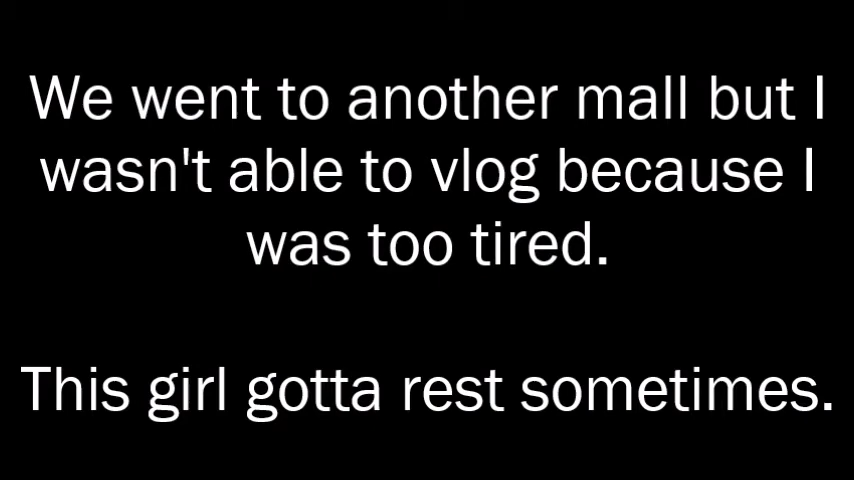 We went to another mall but I
wasn't able to vlog because I
was too tired.
This girl gotta rest sometimes.